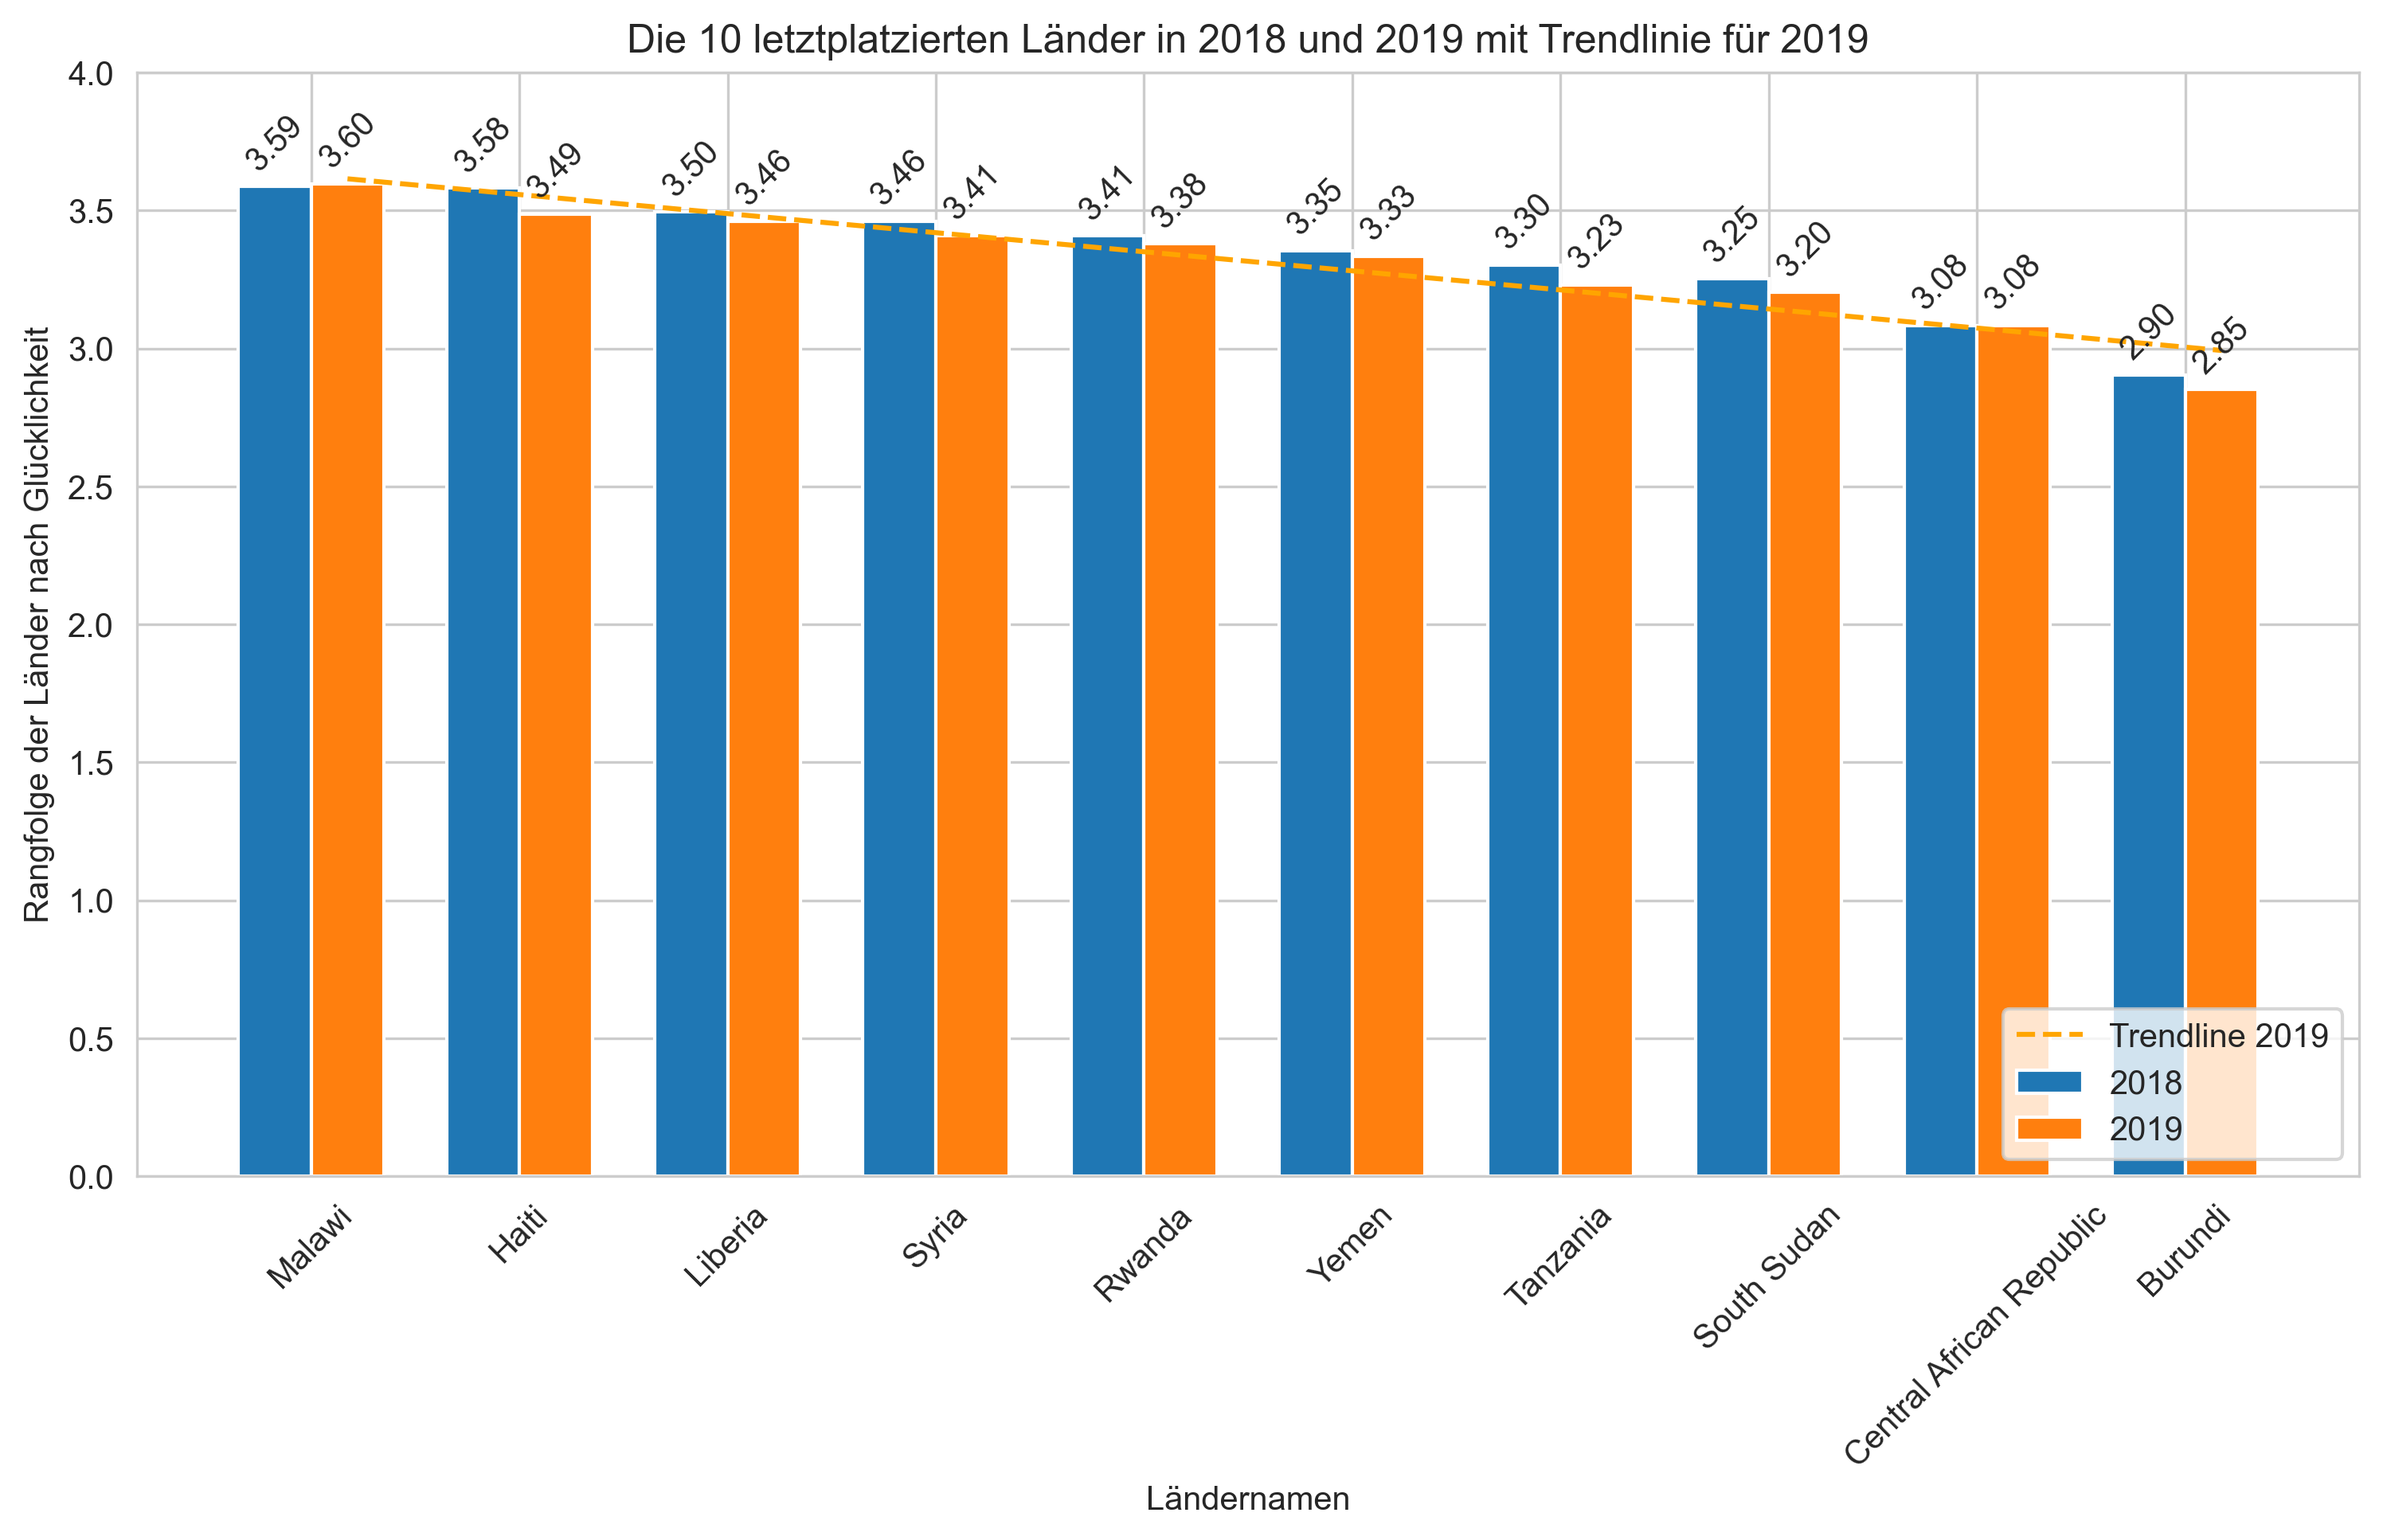 Die 10 letztplatzierten Länder in 2018 und 2019 mit Trendlinie für 2019
Rangfolge der Länder nach Glücklichkeit
4.0
3.5
3.0
2.5
2.0
1.5
1.0
0.5
0.0
3.59
3.60
3.58
3.49
3.50
3.46
3.46
3.41
3.41
3.38
3.35
3.33
3.30
3.23
3.25
3.20
3.08
3.08
2.90
2.85
Trendline 2019
2018
2019
Malawi
Haiti
Liberia
Syria
Rwanda
Yemen
Tanzania
South Sudan
Central African Republic
Burundi
Ländernamen